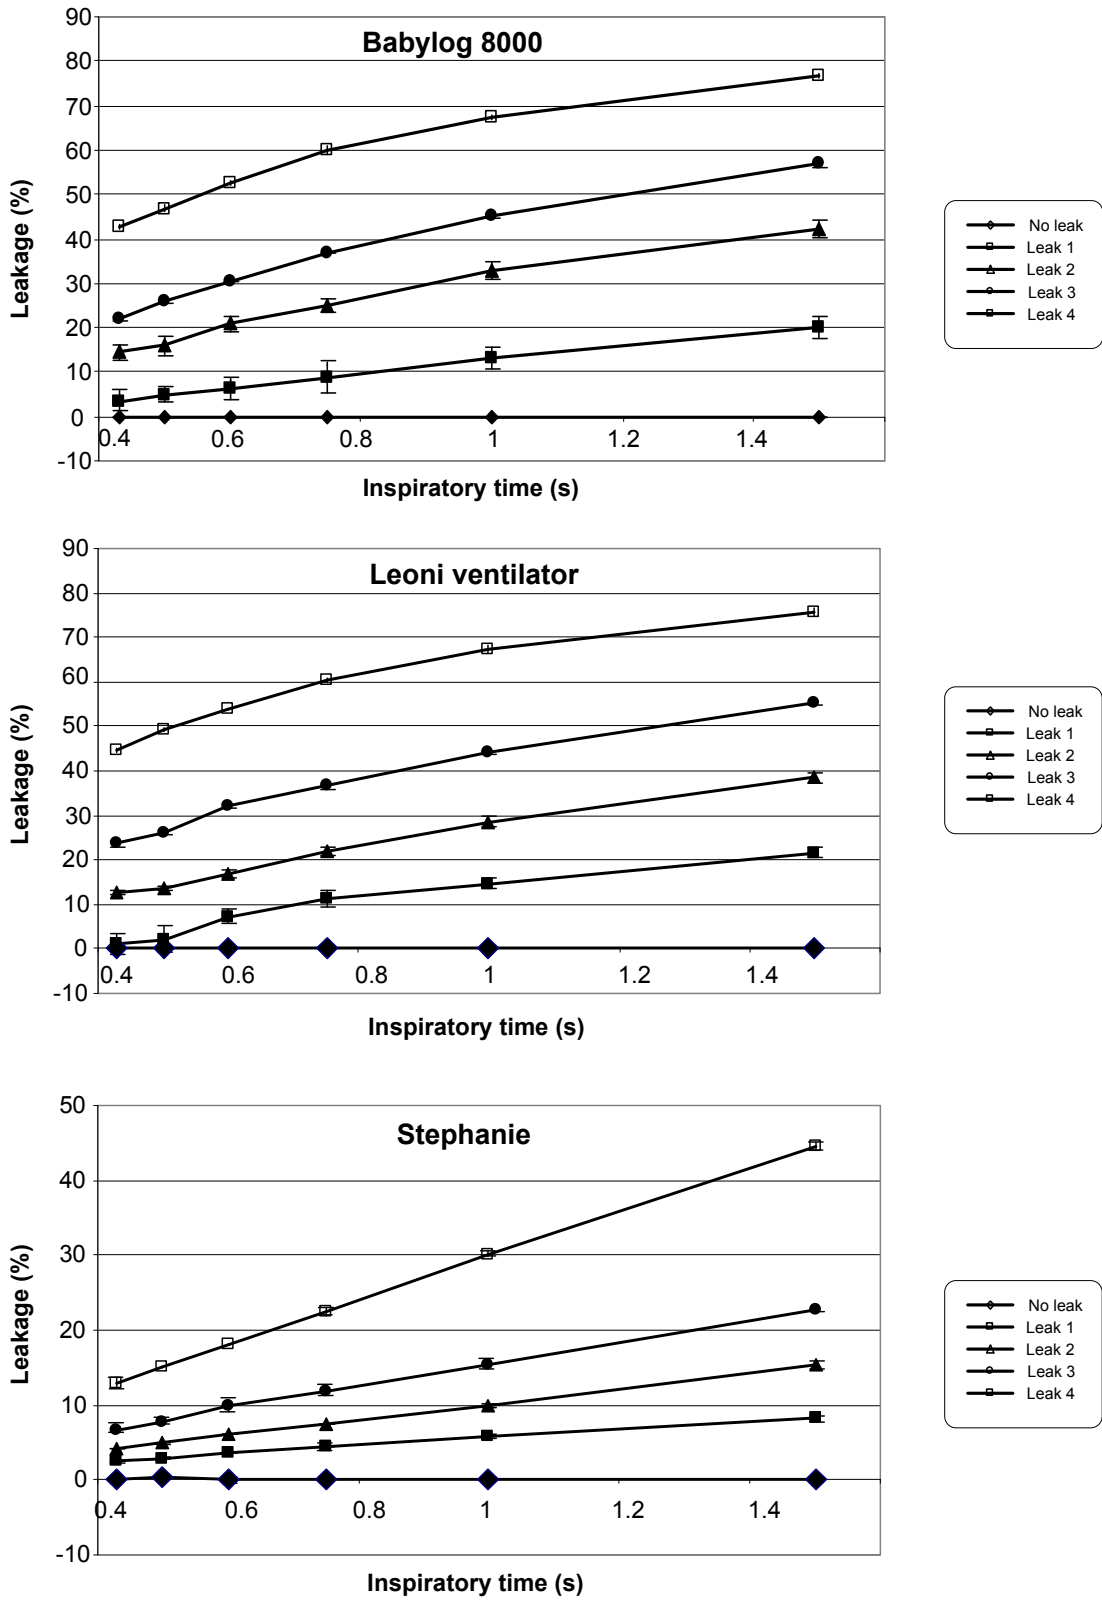 Babylog 8000
90
80
70
60
50
40
30
20
10
0
-10
Leakage (%)
0.4 0.6 0.8 1 1.2 1.4
Inspiratory time (s)
No leak
Leak 1
Leak 2
Leak 3
Leak 4
Leoni ventilator
90
80
70
60
50
40
30
20
10
0
-10
Leakage (%)
0.4 0.6 0.8 1 1.2 1.4
Inspiratory time (s)
No leak
Leak 1
Leak 2
Leak 3
Leak 4
Stephanie
50
40
30
20
10
0
-10
Leakage (%)
0.4 0.6 0.8 1 1.2 1.4
Inspiratory time (s)
No leak
Leak 1
Leak 2
Leak 3
Leak 4